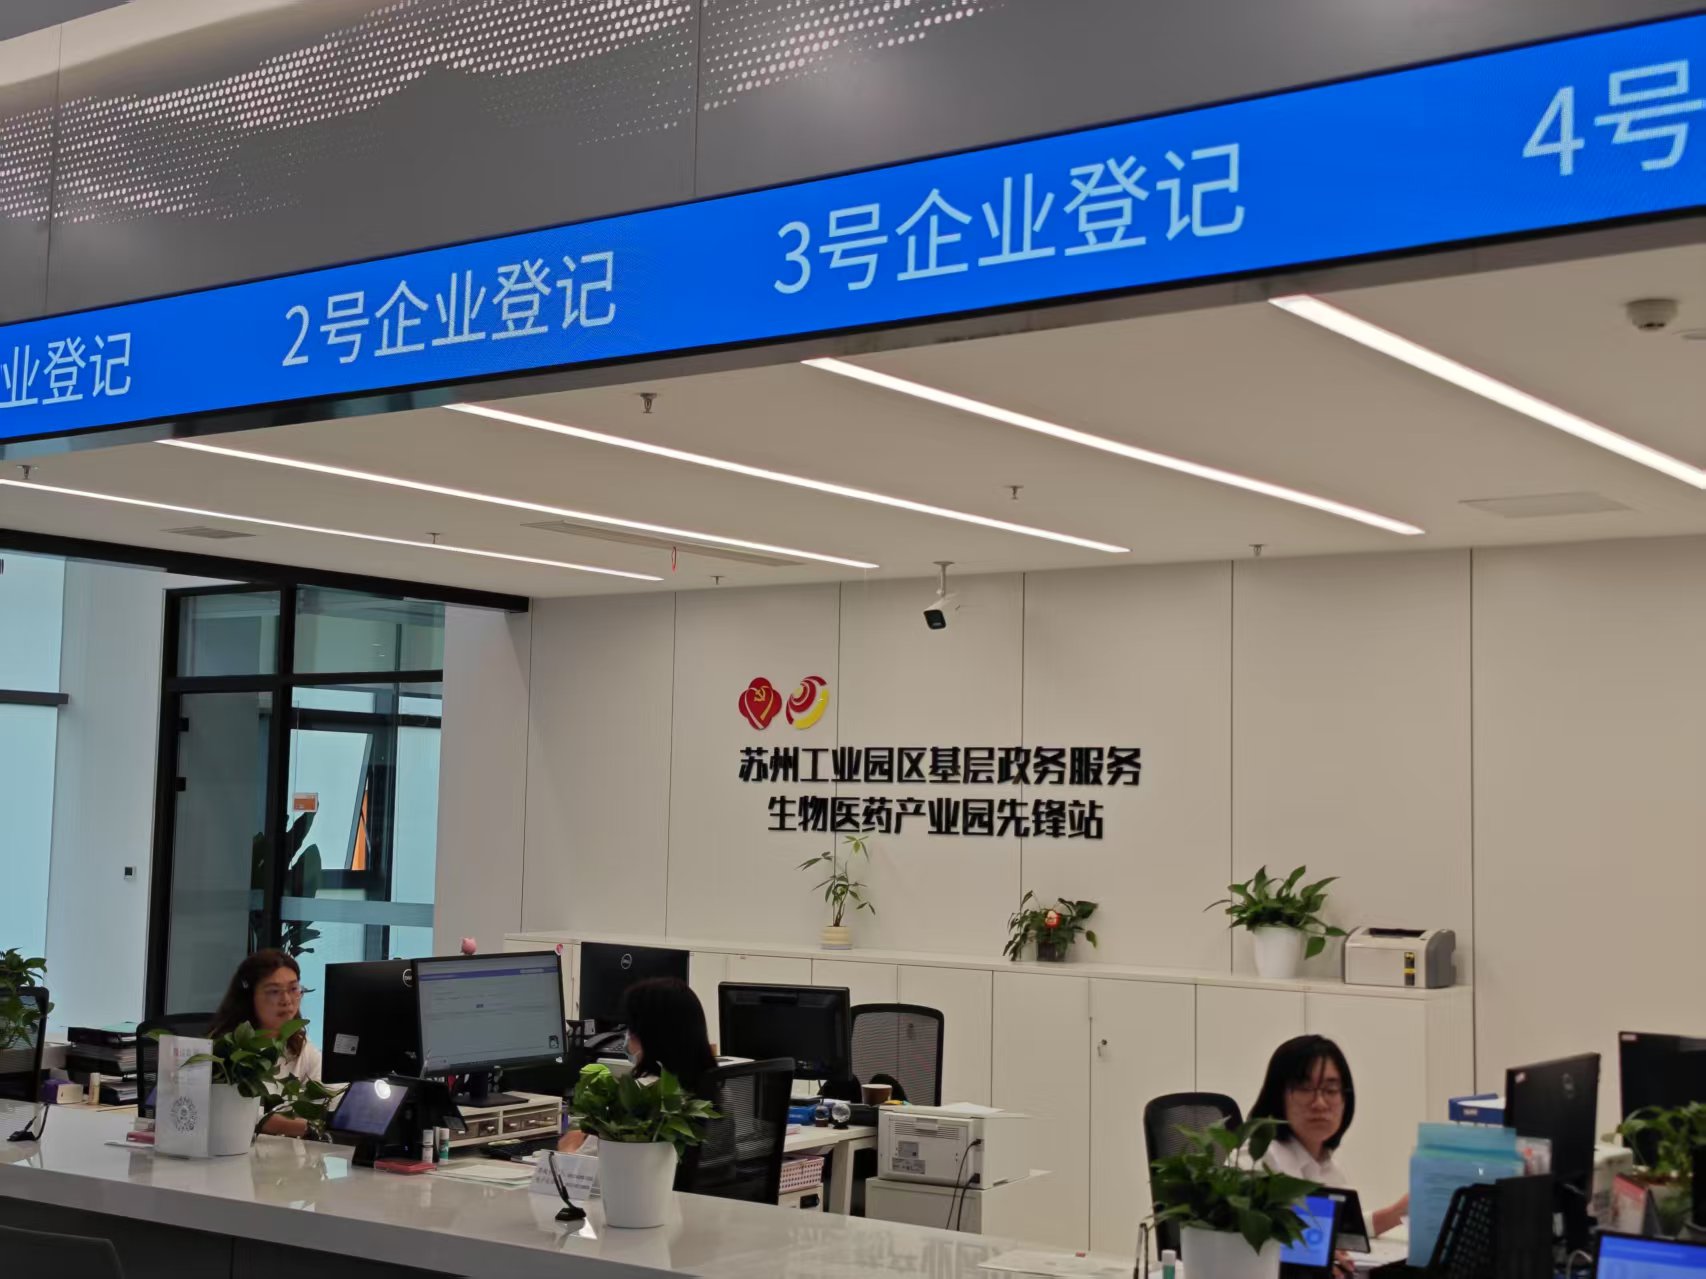 业登记
2号企业登记
3号企业登记
4号
苏州工业园区基层政务服务
生物医药产业园先锋站
DELL